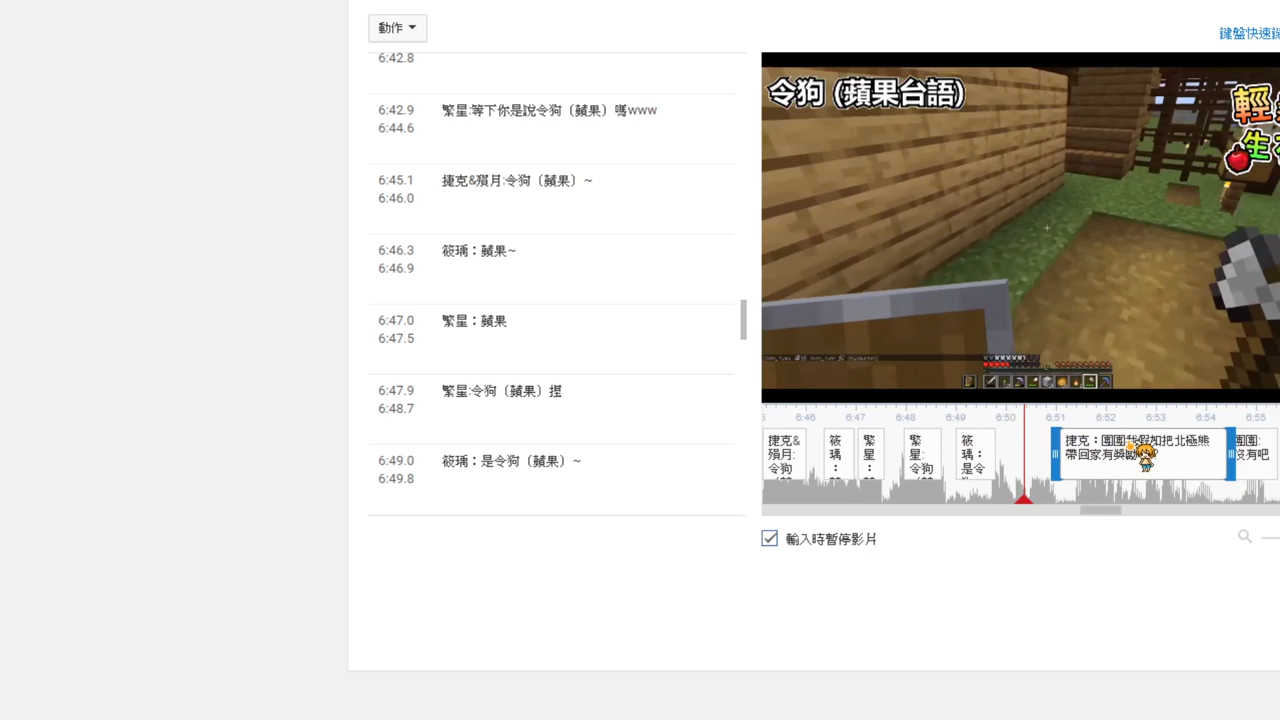 動作
鍵盤快速鍵
6:42.8
6:42.9 繁星:等下你是說令狗〔蘋果〕嗎www
6:44.6
6:45.1 捷克&殞月:令狗〔蘋果〕~
6:46.0
6:46.3 筱瑀：蘋果~
6:46.9
6:47.0 繁星：蘋果
6:47.5
6:47.9 繁星:令狗〔蘋果〕捏
6:48.7
6:49.0 筱瑀：是令狗〔蘋果〕~
6:49.8
令狗 (蘋果台語)
輕
生
6:46 6:47 6:48 6:49 6:50 6:51 6:52 6:53 6:54 6:55
捷克&
殞月:
令狗
筱
瑀
：
繁
星
：
繁
星:
令狗
筱
瑀：
是令
捷克：團團我假如把北極熊
帶回家有獎勵
團團:
沒有吧
輸入時暫停影片